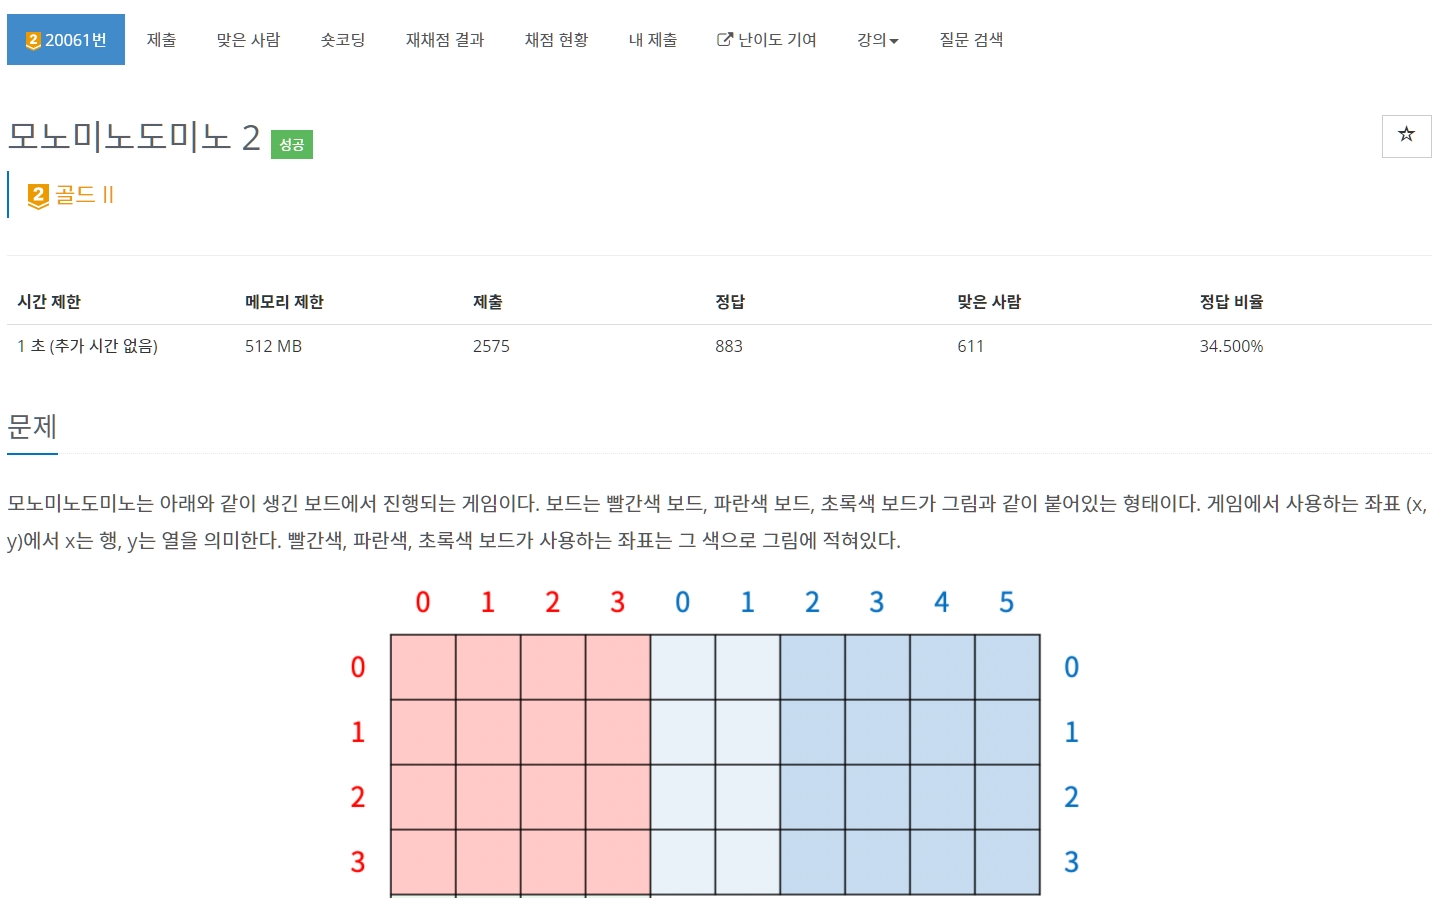 2 20061번 제출 맞은 사람 숏코딩 재채점 결과 채점 현황 내 제출 난이도 기여 강의 질문 검색
모노미노도미노 2 성공
2 골드 II
시간 제한 메모리 제한 제출 정답 맞은 사람 정답 비율
1 초 (추가 시간 없음) 512 MB 2575 883 611 34.500%
문제
모노미노도미노는 아래와 같이 생긴 보드에서 진행되는 게임이다. 보드는 빨간색 보드, 파란색 보드, 초록색 보드가 그림과 같이 붙어있는 형태이다. 게임에서 사용하는 좌표 (x,
y)에서 x는 행, y는 열을 의미한다. 빨간색, 파란색, 초록색 보드가 사용하는 좌표는 그 색으로 그림에 적혀있다.
0 1 2 3 0 1 2 3 4 5
0 0
1 1
2 2
3 3